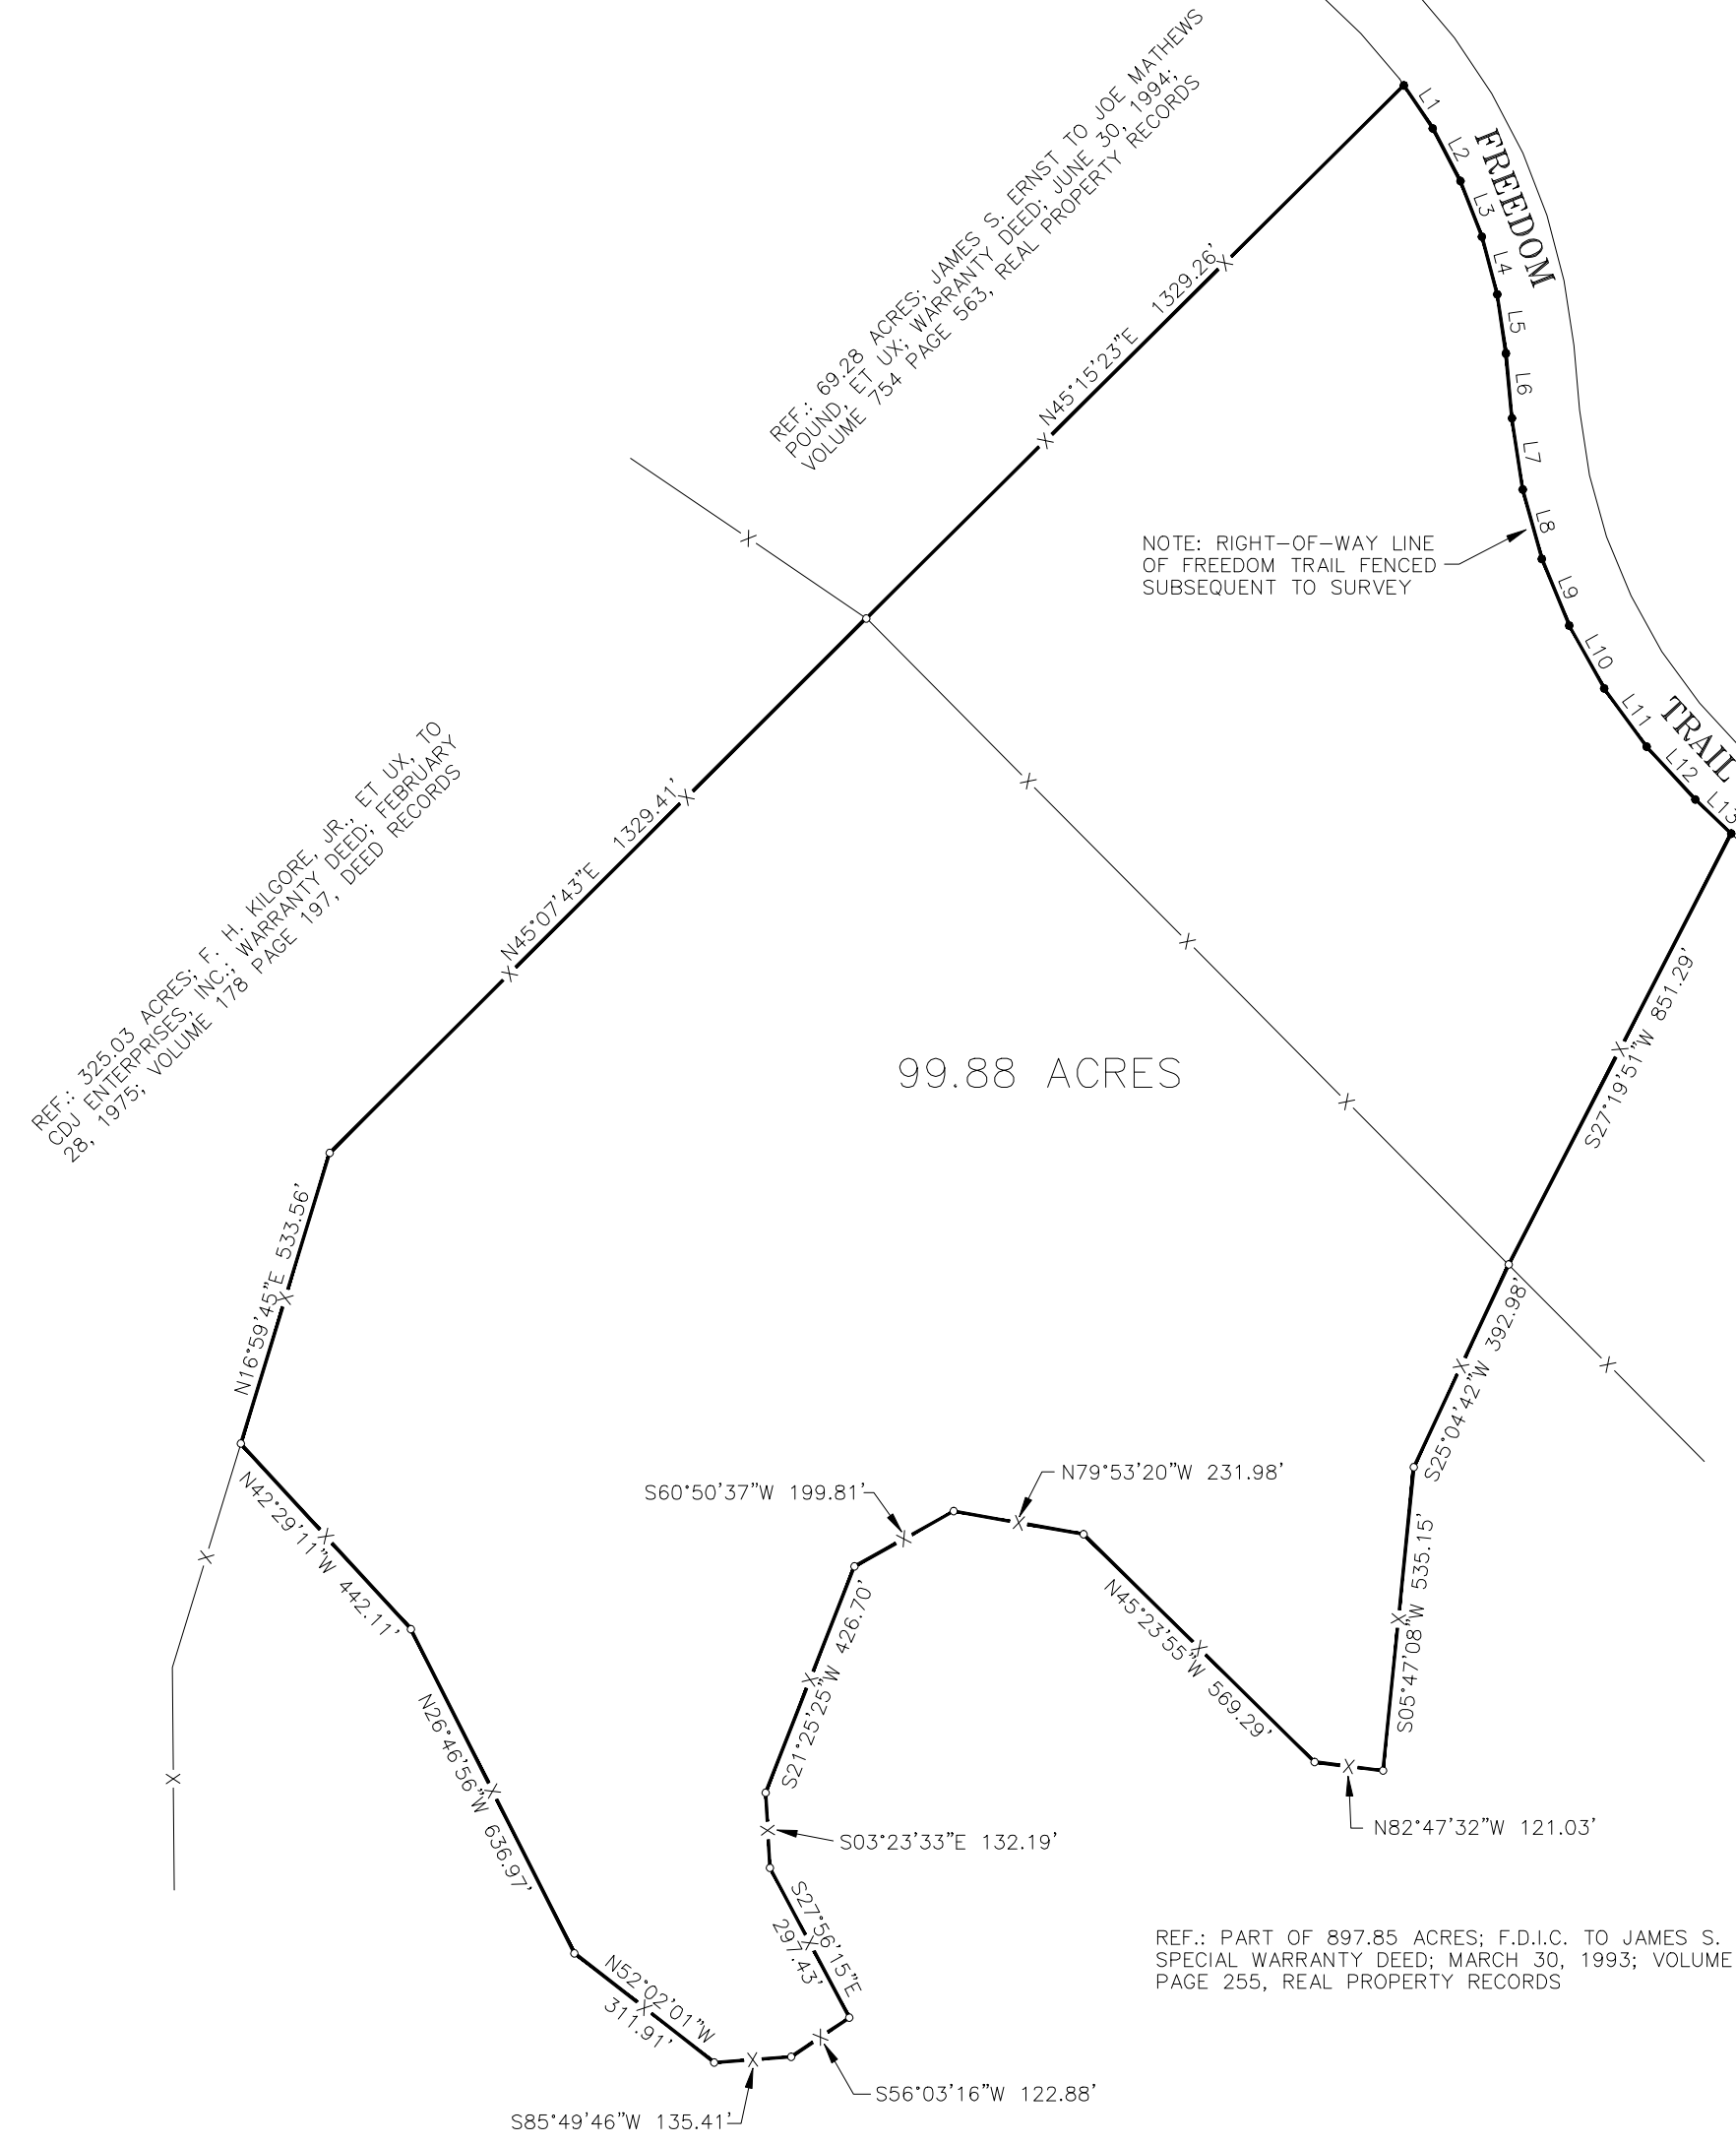 REF.: 69.28 ACRES; JAMES S. ERNST TO JOE MATHEWS
POUND, ET UX; WARRANTY DEED; JUNE 30, 1994;
VOLUME 754 PAGE 563, REAL PROPERTY RECORDS
L1
L2
L3
L4
L5
L6
L7
L8
L9
L10
L11
L12
L13
FREEDOM
TRAIL
N45°15'23"E 1329.26'
NOTE: RIGHT-OF-WAY LINE
OF FREEDOM TRAIL FENCED
SUBSEQUENT TO SURVEY
REF.: 325.03 ACRES; F. H. KILGORE, JR., ET UX, TO
CDJ ENTERPRISES, INC.; WARRANTY DEED; FEBRUARY
28, 1975; VOLUME 178 PAGE 197, DEED RECORDS
N45°07'43"E 1329.41'
99.88 ACRES
S27°19'51"W 851.29'
N16°59'45"E 533.56'
S25°04'42"W 392.98'
N79°53'20"W 231.98'
S60°50'37"W 199.81'
N42°29'11"W 442.11'
S21°25'25"W 426.70'
N45°23'55"W 569.29'
S05°47'08"W 535.15'
N26°46'56"W 636.97'
S03°23'33"E 132.19'
N82°47'32"W 121.03'
S27°56'15"E
297.43'
N52°02'01"W
311.91'
REF.: PART OF 897.85 ACRES; F.D.I.C. TO JAMES S.
SPECIAL WARRANTY DEED; MARCH 30, 1993; VOLUME
PAGE 255, REAL PROPERTY RECORDS
S56°03'16"W 122.88'
S85°49'46"W 135.41'